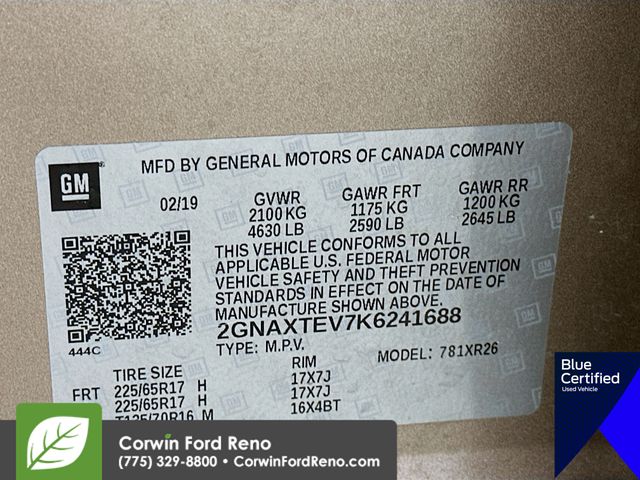 GM
MFD BY GENERAL MOTORS OF CANADA COMPANY
02/19 GVWR GAWR FRT GAWR RR
2100 KG 1175 KG 1200 KG
4630 LB 2590 LB 2645 LB
THIS VEHICLE CONFORMS TO ALL
APPLICABLE U.S. FEDERAL MOTOR
VEHICLE SAFETY AND THEFT PREVENTION
STANDARDS IN EFFECT ON THE DATE OF
MANUFACTURE SHOWN ABOVE.
2GNAXTEV7K6241688
TYPE: M.P.V. MODEL: 781XR26
444C
TIRE SIZE RIM
FRT 225/65R17 H 17X7J
225/65R17 H 17X7J
T135/70R16 M 16X4BT
Blue
Certified
Used Vehicle
Corwin Ford Reno
(775) 329-8800 • CorwinFordReno.com